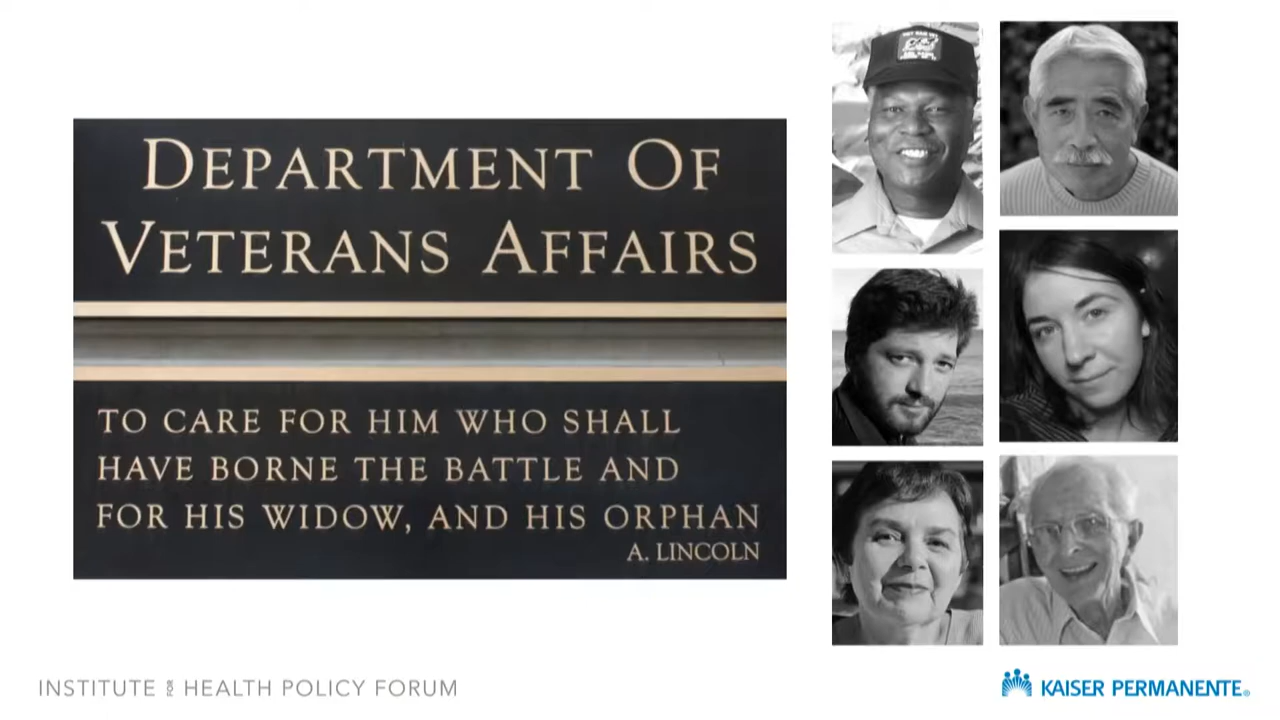 DEPARTMENT OF
VETERANS AFFAIRS
TO CARE FOR HIM WHO SHALL
HAVE BORNE THE BATTLE AND
FOR HIS WIDOW, AND HIS ORPHAN
A. LINCOLN
INSTITUTE FOR HEALTH POLICY FORUM
KAISER PERMANENTE®